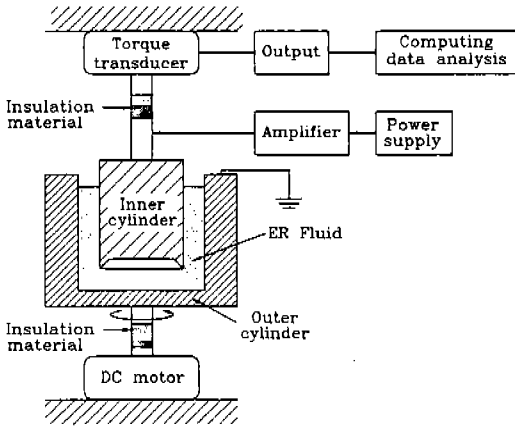 Torque
transducer
Output
Computing
data analysis
Insulation
material
Amplifier
Power
supply
Inner
cylinder
ER Fluid
Outer
cylinder
Insulation
material
DC motor